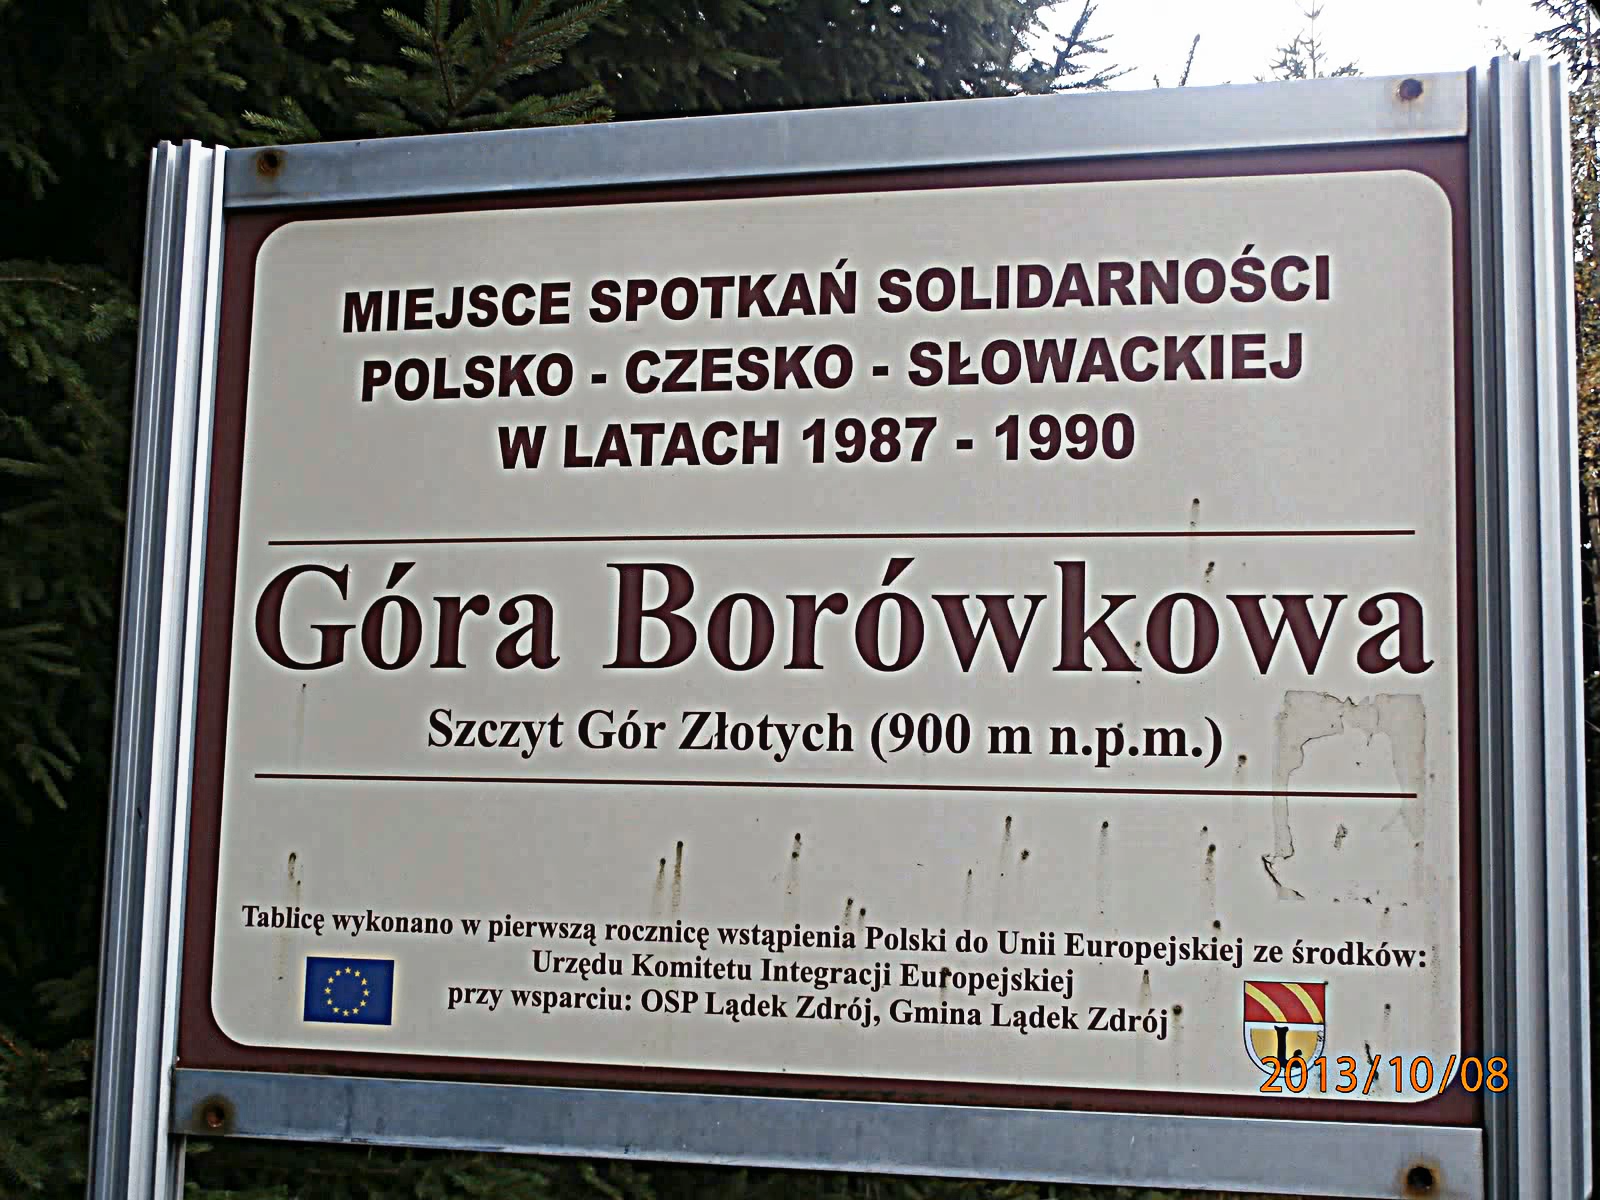 MIEJSCE SPOTKAŃ SOLIDARNOŚCI
POLSKO - CZESKO - SŁOWACKIEJ
W LATACH 1987 - 1990
Góra Borówkowa
Szczyt Gór Złotych (900 m n.p.m.)
Tablicę wykonano w pierwszą rocznicę wstąpienia Polski do Unii Europejskiej ze środków:
Urzędu Komitetu Integracji Europejskiej
przy wsparciu: OSP Lądek Zdrój, Gmina Lądek Zdrój
L
2013/10/08